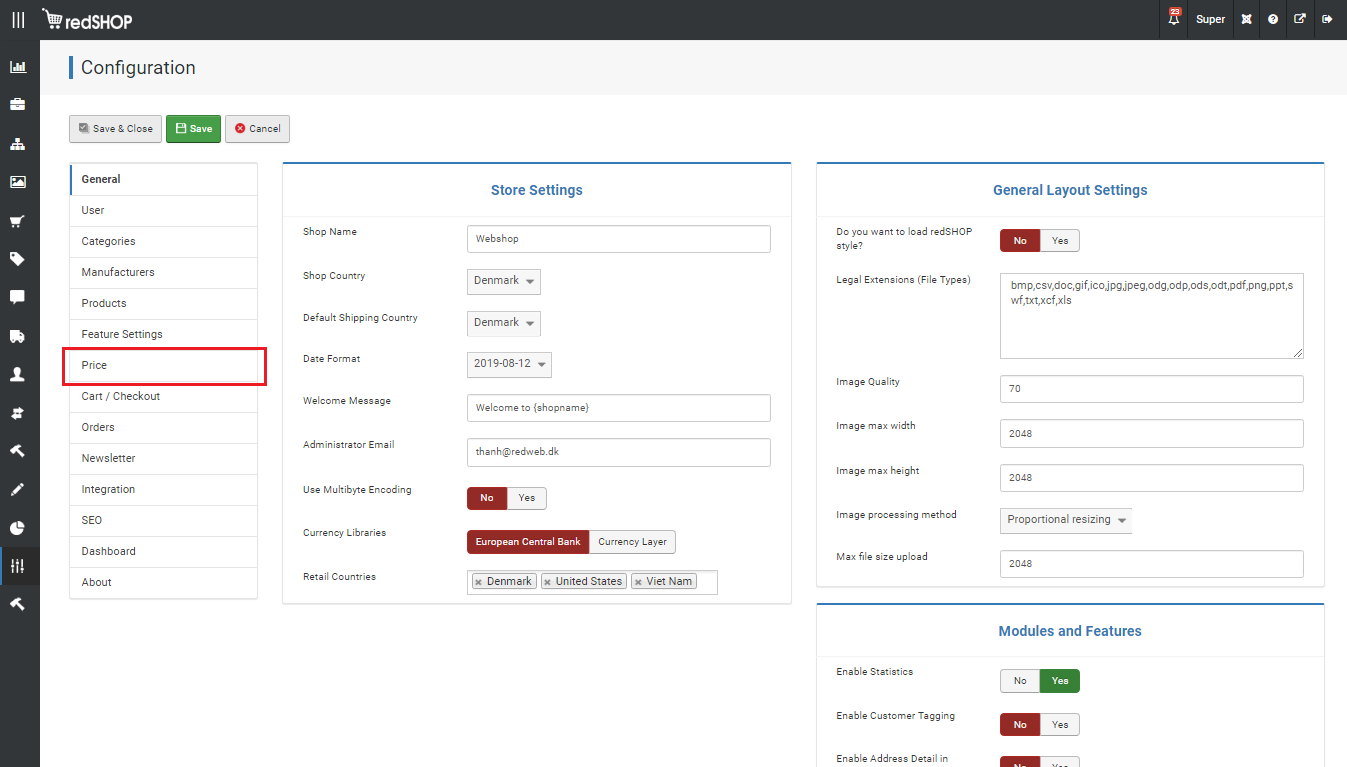 redSHOP
23
Super
Configuration
Save & Close
Save
Cancel
General
User
Categories
Manufacturers
Products
Feature Settings
Price
Cart / Checkout
Orders
Newsletter
Integration
SEO
Dashboard
About
Store Settings
Shop Name
Webshop
Shop Country
Denmark
Default Shipping Country
Denmark
Date Format
2019-08-12
Welcome Message
Welcome to {shopname}
Administrator Email
thanh@redweb.dk
Use Multibyte Encoding
No Yes
Currency Libraries
European Central Bank Currency Layer
Retail Countries
Denmark United States Viet Nam
General Layout Settings
Do you want to load redSHOP
style?
No Yes
Legal Extensions (File Types)
bmp,csv,doc,gif,ico,jpg,jpeg,odg,odp,ods,odt,pdf,png,ppt,s
wf,txt,xcf,xls
Image Quality
70
Image max width
2048
Image max height
2048
Image processing method
Proportional resizing
Max file size upload
2048
Modules and Features
Enable Statistics
No Yes
Enable Customer Tagging
No Yes
Enable Address Detail in
No Yes